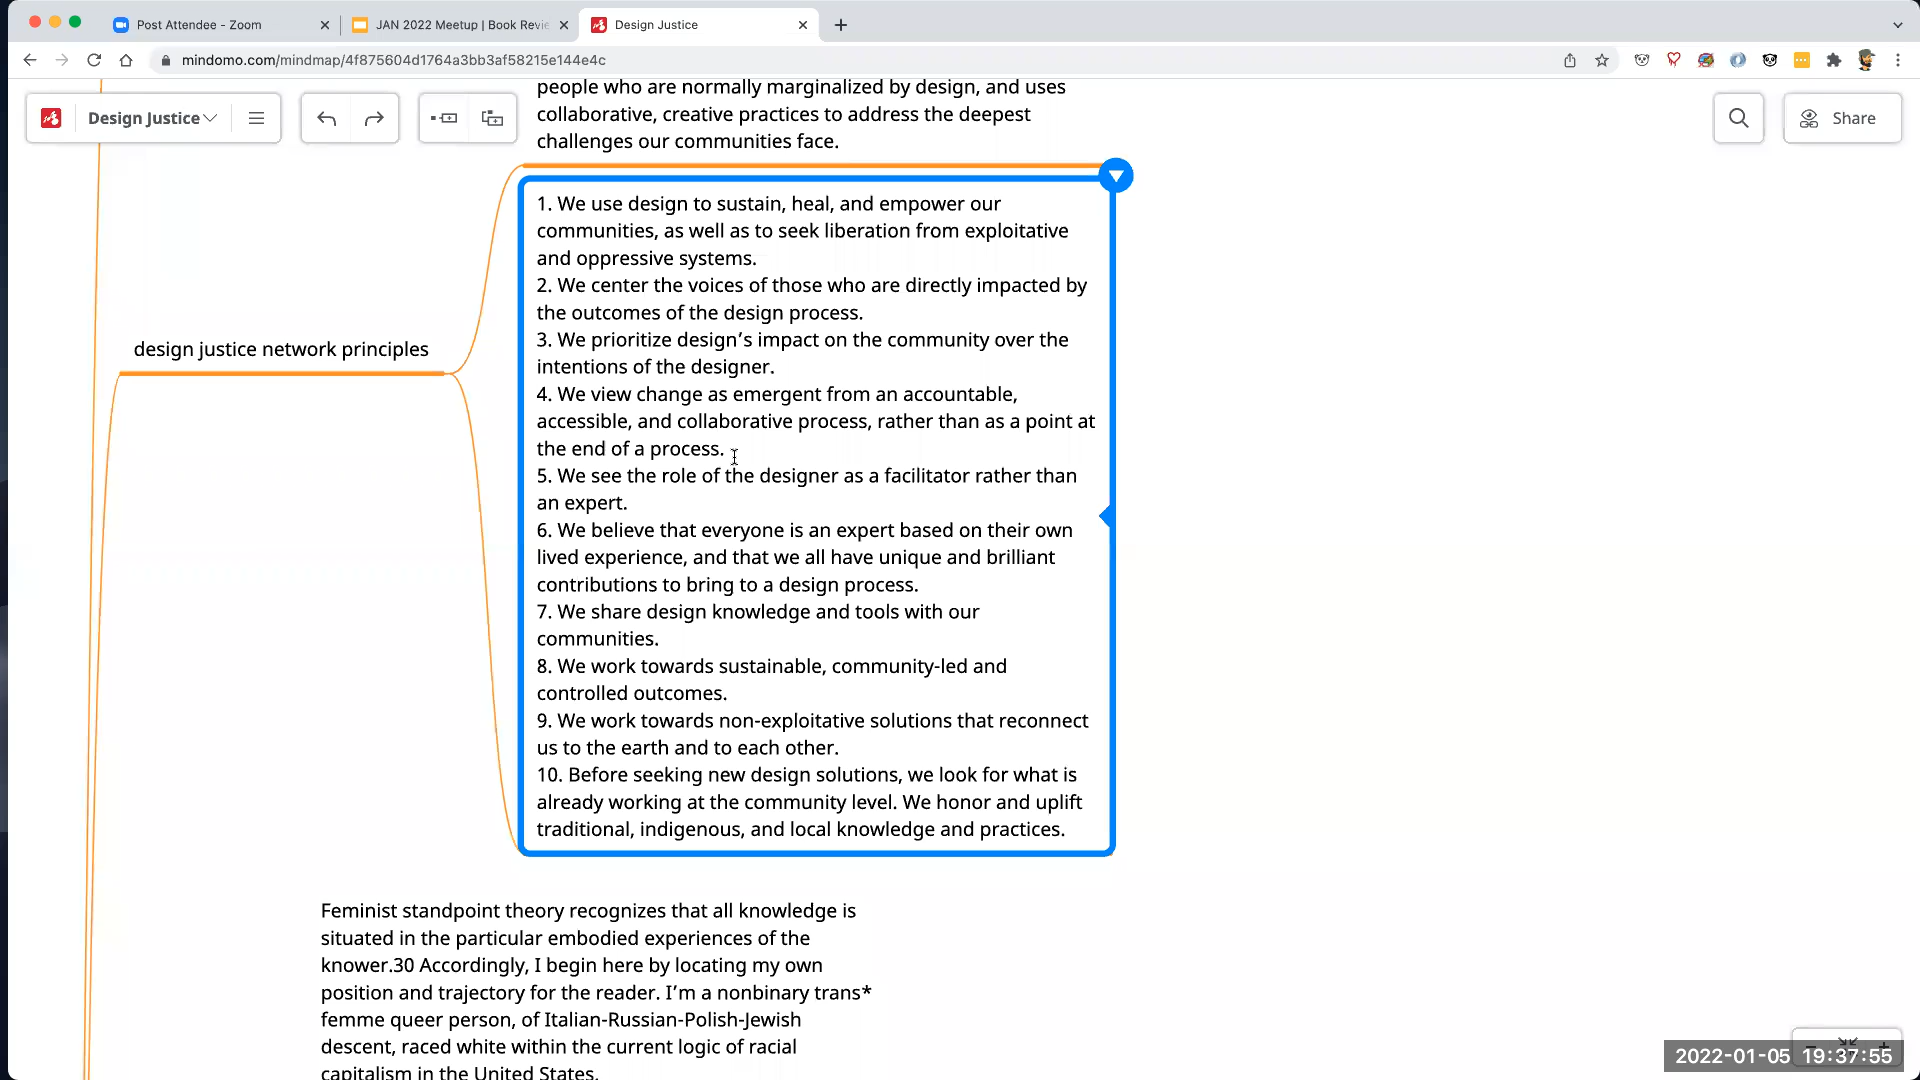 Post Attendee - Zoom
JAN 2022 Meetup | Book Revie
Design Justice
mindomo.com/mindmap/4f875604d1764a3bb3af58215e144e4c
Design Justice
Share
people who are normally marginalized by design, and uses
collaborative, creative practices to address the deepest
challenges our communities face.
design justice network principles
1. We use design to sustain, heal, and empower our
communities, as well as to seek liberation from exploitative
and oppressive systems.
2. We center the voices of those who are directly impacted by
the outcomes of the design process.
3. We prioritize design’s impact on the community over the
intentions of the designer.
4. We view change as emergent from an accountable,
accessible, and collaborative process, rather than as a point at
the end of a process.
5. We see the role of the designer as a facilitator rather than
an expert.
6. We believe that everyone is an expert based on their own
lived experience, and that we all have unique and brilliant
contributions to bring to a design process.
7. We share design knowledge and tools with our
communities.
8. We work towards sustainable, community-led and
controlled outcomes.
9. We work towards non-exploitative solutions that reconnect
us to the earth and to each other.
10. Before seeking new design solutions, we look for what is
already working at the community level. We honor and uplift
traditional, indigenous, and local knowledge and practices.
Feminist standpoint theory recognizes that all knowledge is
situated in the particular embodied experiences of the
knower.30 Accordingly, I begin here by locating my own
position and trajectory for the reader. I’m a nonbinary trans*
femme queer person, of Italian-Russian-Polish-Jewish
descent, raced white within the current logic of racial
capitalism in the United States.
2022-01-05 19:37:55